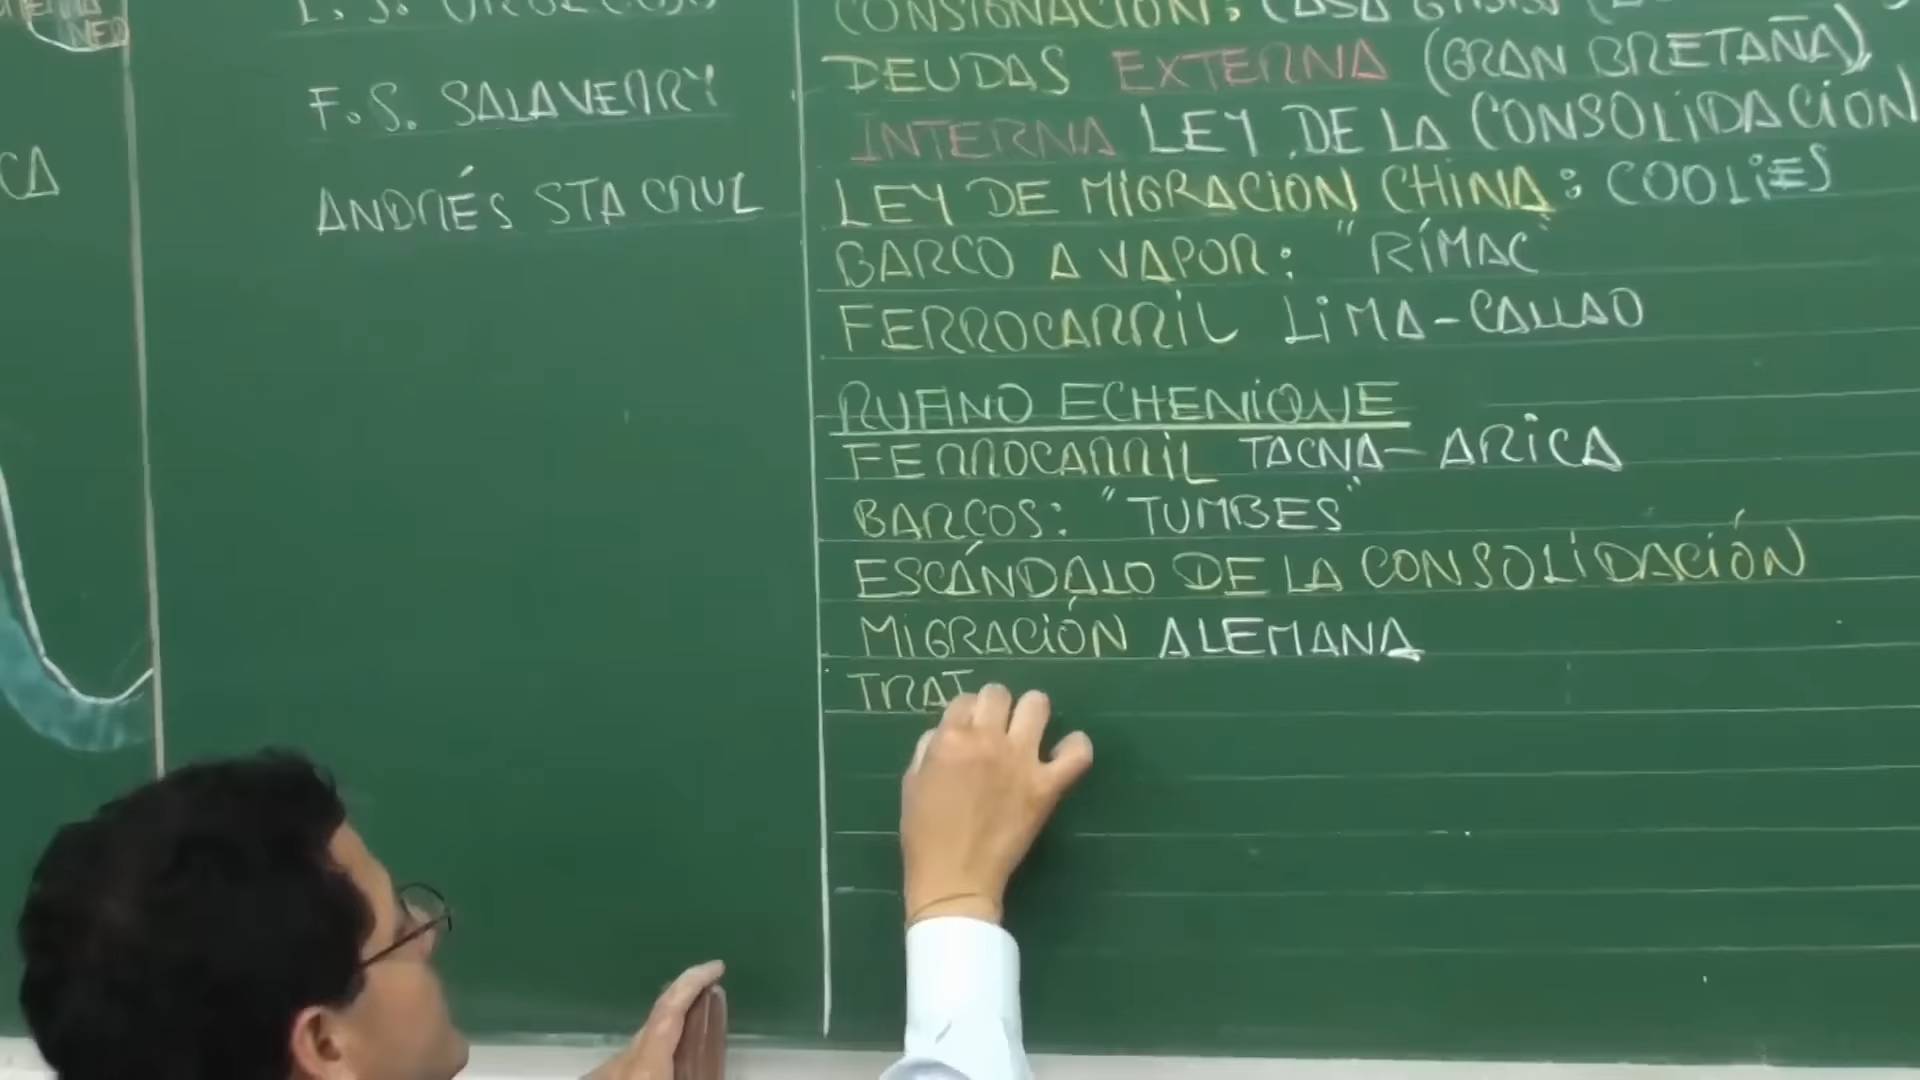 CA
F. S. SALAVERRY
ANDRÉS STA CRUZ
CONSIGNACIÓN: CASA
DEUDAS EXTERNA (GRAN BRETAÑA)
INTERNA LEY DE LA CONSOLIDACION
LEY DE MIGRACION CHINA: COOLIES
BARCO A VAPOR: "RÍMAC"
FERROCARRIL LIMA-CALLAO
RUFINO ECHENIQUE
FERROCARRIL TACNA-ARICA
BARCOS: "TUMBES"
ESCÁNDALO DE LA CONSOLIDACIÓN
MIGRACIÓN ALEMANA
TRAT